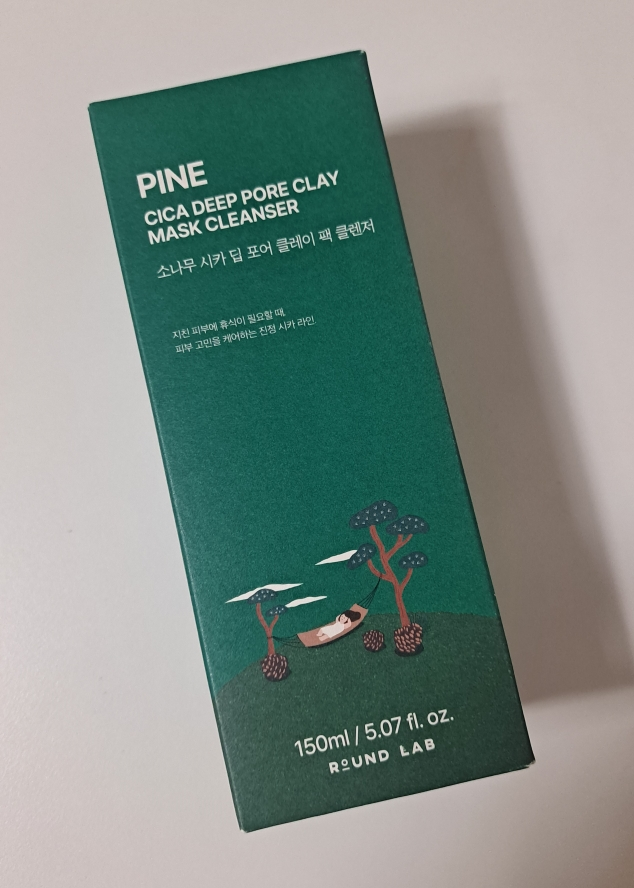 PINE
CICA DEEP PORE CLAY
MASK CLEANSER
소나무 시카 딥 포어 클레이 팩 클렌저
지친 피부에 휴식이 필요할 때,
피부 고민을 케어하는 진정 시카 라인
150ml / 5.07 fl. oz.
ROUND LAB